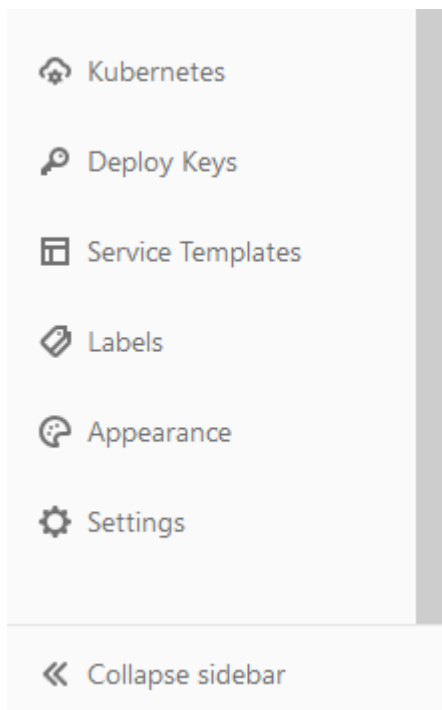 Kubernetes
Deploy Keys
Service Templates
Labels
Appearance
Settings
Collapse sidebar